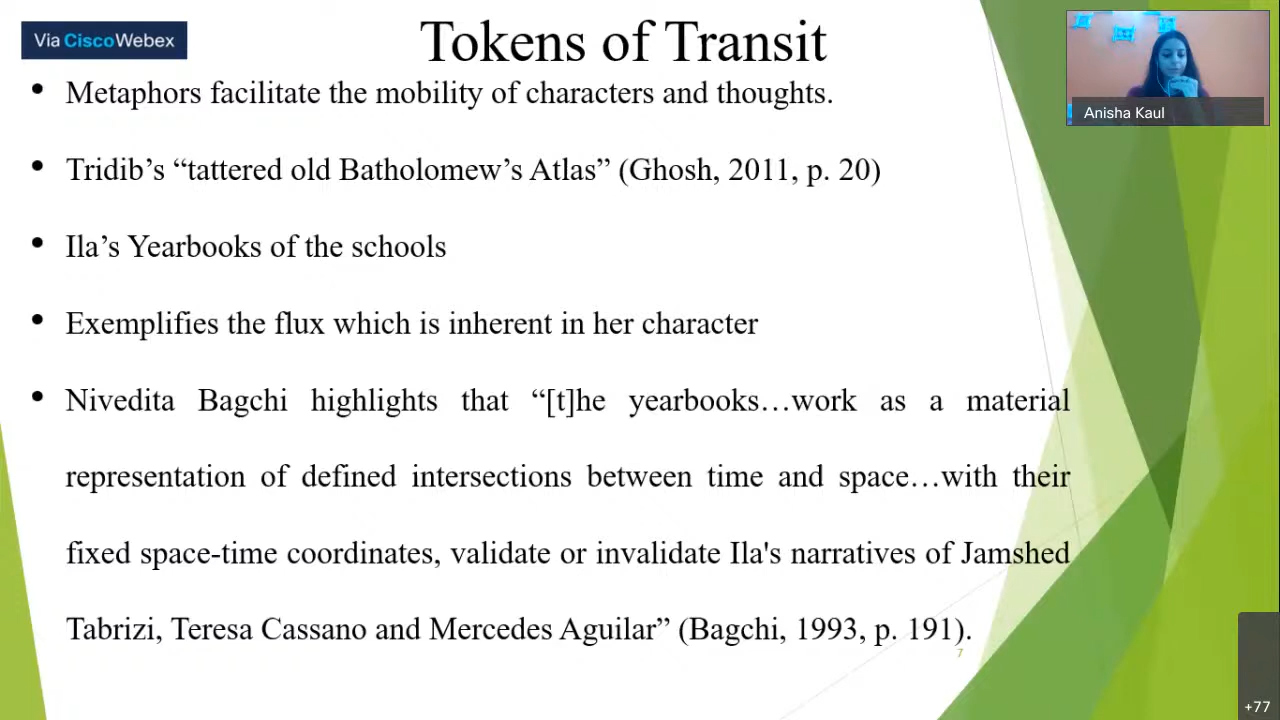 Via CiscoWebex
Tokens of Transit
Anisha Kaul
• Metaphors facilitate the mobility of characters and thoughts.
• Tridib’s “tattered old Batholomew’s Atlas” (Ghosh, 2011, p. 20)
• Ila’s Yearbooks of the schools
• Exemplifies the flux which is inherent in her character
• Nivedita Bagchi highlights that “[t]he yearbooks…work as a material
representation of defined intersections between time and space…with their
fixed space-time coordinates, validate or invalidate Ila's narratives of Jamshed
Tabrizi, Teresa Cassano and Mercedes Aguilar” (Bagchi, 1993, p. 191).
7
+77